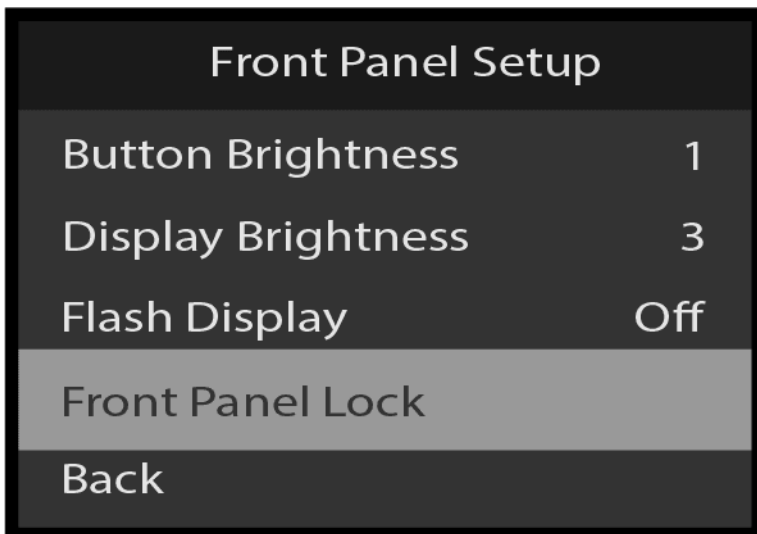 Front Panel Setup
Button Brightness 1
Display Brightness 3
Flash Display Off
Front Panel Lock
Back